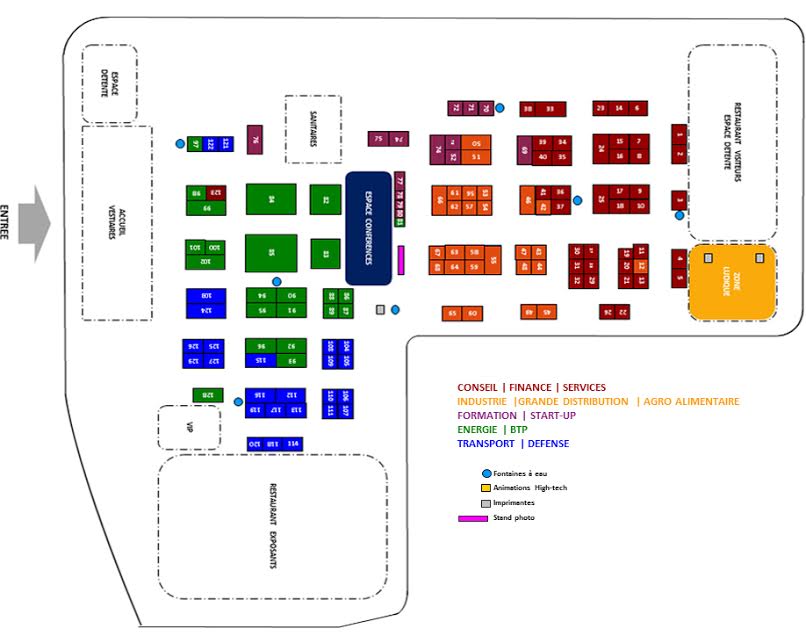 ESPACE
DETENTE
72 71 70
38 33
23 14 6
SANITAIRES
RESTAURANT VISITEURS
ESPACE DETENTE
97 122 121
76
75 74
74 52 50 51
69 39 34
40 35
24 15 7
16 8
1 2
ENTREE
ACCUEIL
VESTIAIRES
98 123
99
84
82
ESPACE CONFERENCES
77 78 79 80 81
66 61 56 53
62 57 54
46 41 36
42 37
25 17 9
18 10
3
101 100
102
85
83
67 63 58 55
68 64 59
47 43
48 44
30
31
32 29
19 11
20 12
21 13
4 5
ZONE
LUDIQUE
103
124
94 90
95 91
88 86
89 87
65 60
49 45
26 22
126 125
129 127
96 92
115 93
108 104
109 105
128
116 112
119 117 113
110 106
111 107
VIP
120 118 114
RESTAURANT EXPOSANTS
CONSEIL | FINANCE | SERVICES
INDUSTRIE |GRANDE DISTRIBUTION | AGRO ALIMENTAIRE
FORMATION | START-UP
ENERGIE | BTP
TRANSPORT | DEFENSE
Fontaines à eau
Animations High-tech
Imprimantes
Stand photo